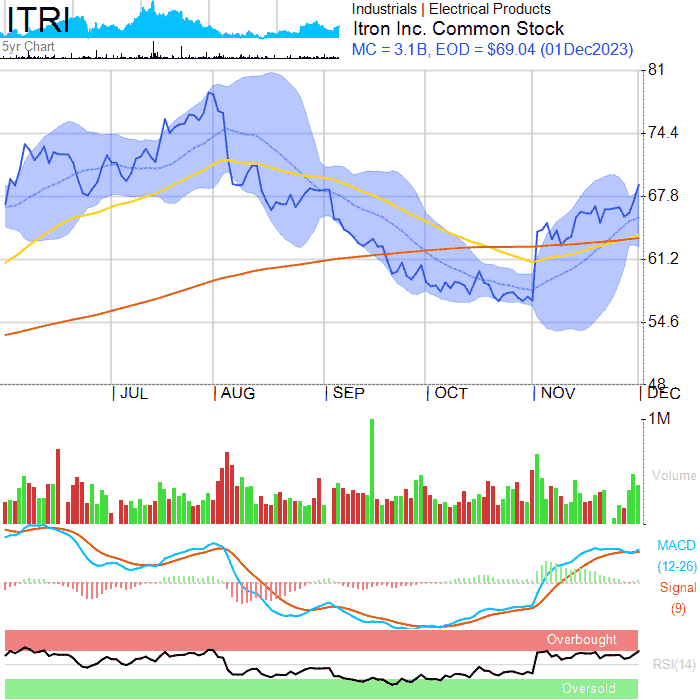 ITRI
5yr Chart
Industrials | Electrical Products
Itron Inc. Common Stock
MC = 3.1B, EOD = $69.04 (01Dec2023)
81
74.4
67.8
61.2
54.6
48
JUL
AUG
SEP
OCT
NOV
DEC
1M
Volume
MACD
(12-26)
Signal
(9)
Overbought
RSI(14)
Oversold